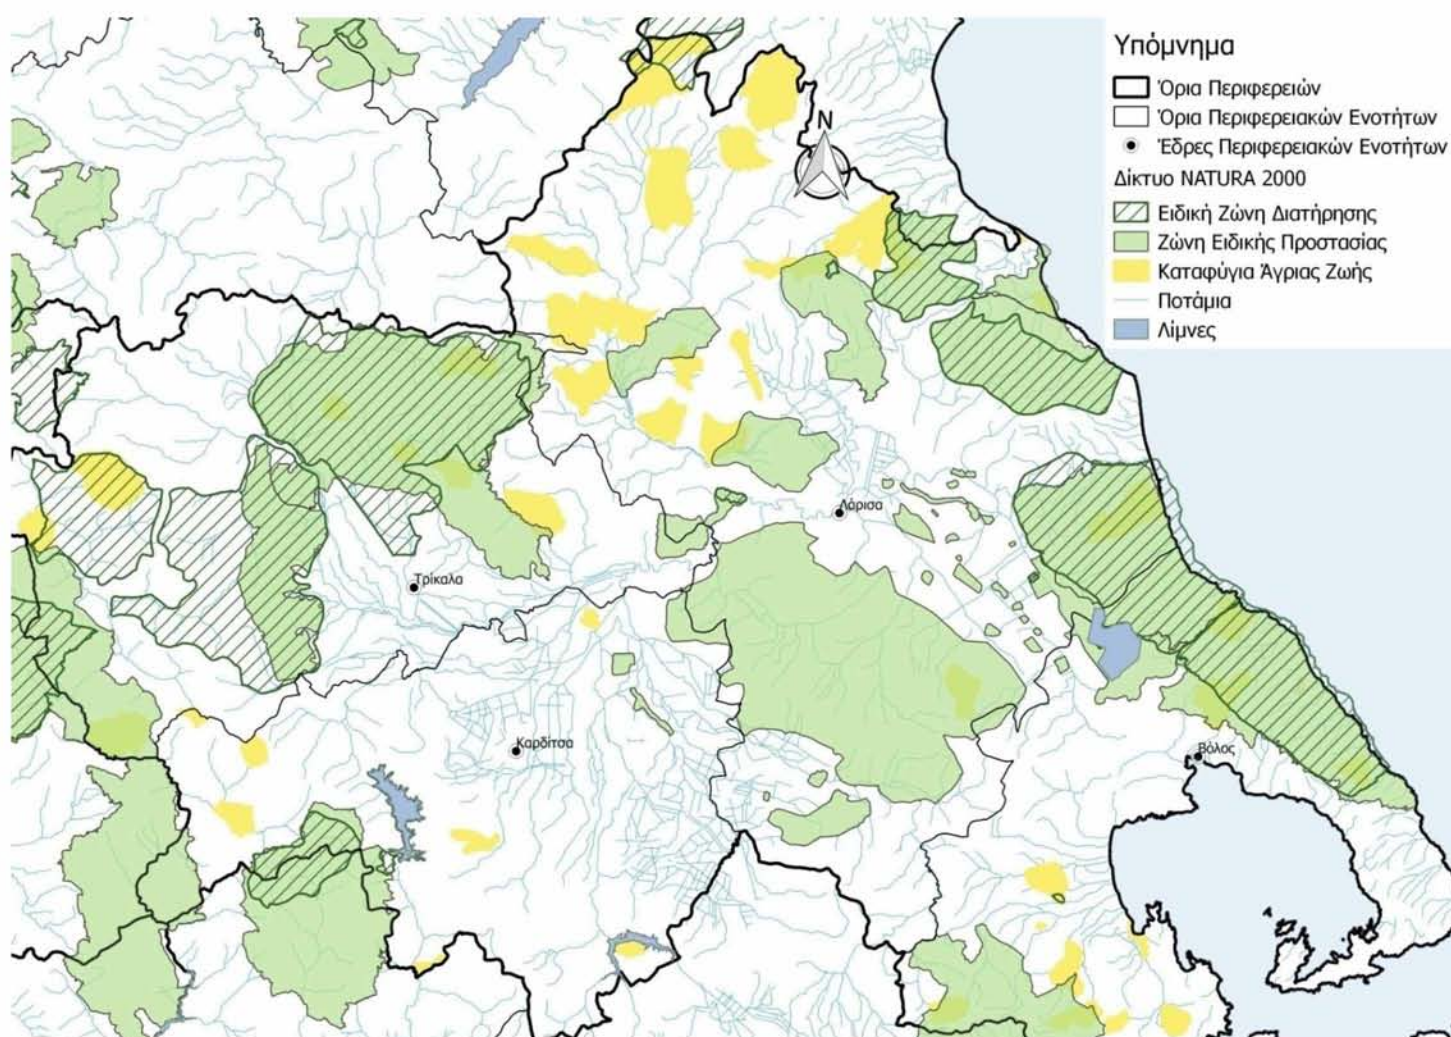 Υπόμνημα
Όρια Περιφερειών
Όρια Περιφερειακών Ενοτήτων
Έδρες Περιφερειακών Ενοτήτων
Δίκτυο NATURA 2000
Ειδική Ζώνη Διατήρησης
Ζώνη Ειδικής Προστασίας
Καταφύγια Άγριας Ζωής
Ποτάμια
Λίμνες
N
Λάρισα
Τρίκαλα
Καρδίτσα
Βόλος